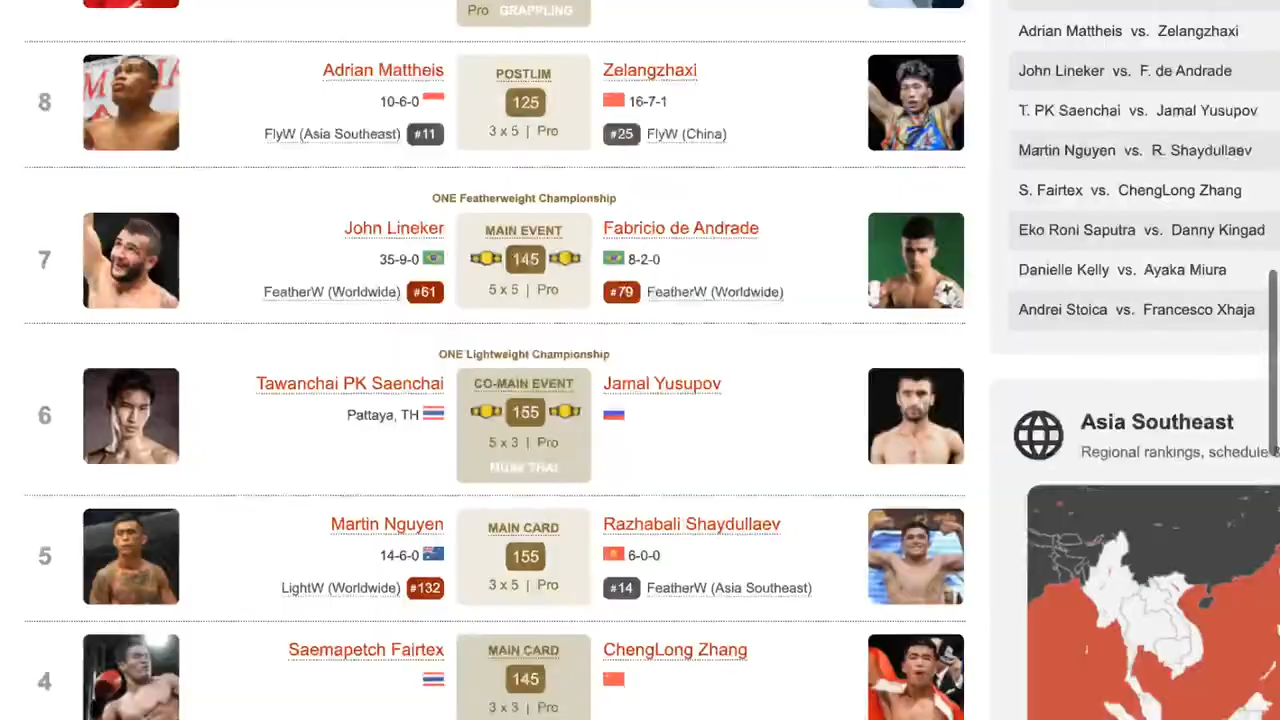 Pro GRAPPLING
8
Adrian Mattheis
10-6-0
FlyW (Asia Southeast) #11
POSTLIM
125
3 x 5 | Pro
Zelangzhaxi
16-7-1
#25 FlyW (China)
ONE Featherweight Championship
7
John Lineker
35-9-0
FeatherW (Worldwide) #61
MAIN EVENT
145
5 x 5 | Pro
Fabricio de Andrade
8-2-0
#79 FeatherW (Worldwide)
ONE Lightweight Championship
6
Tawanchai PK Saenchai
Pattaya, TH
CO-MAIN EVENT
155
5 x 3 | Pro
MUAY THAI
Jamal Yusupov
5
Martin Nguyen
14-6-0
LightW (Worldwide) #132
MAIN CARD
155
3 x 5 | Pro
Razhabali Shaydullaev
6-0-0
#14 FeatherW (Asia Southeast)
4
Saemapetch Fairtex
MAIN CARD
145
3 x 3 | Pro
ChengLong Zhang
Adrian Mattheis vs. Zelangzhaxi
John Lineker vs. F. de Andrade
T. PK Saenchai vs. Jamal Yusupov
Martin Nguyen vs. R. Shaydullaev
S. Fairtex vs. ChengLong Zhang
Eko Roni Saputra vs. Danny Kingad
Danielle Kelly vs. Ayaka Miura
Andrei Stoica vs. Francesco Xhaja
Asia Southeast
Regional rankings, schedule &